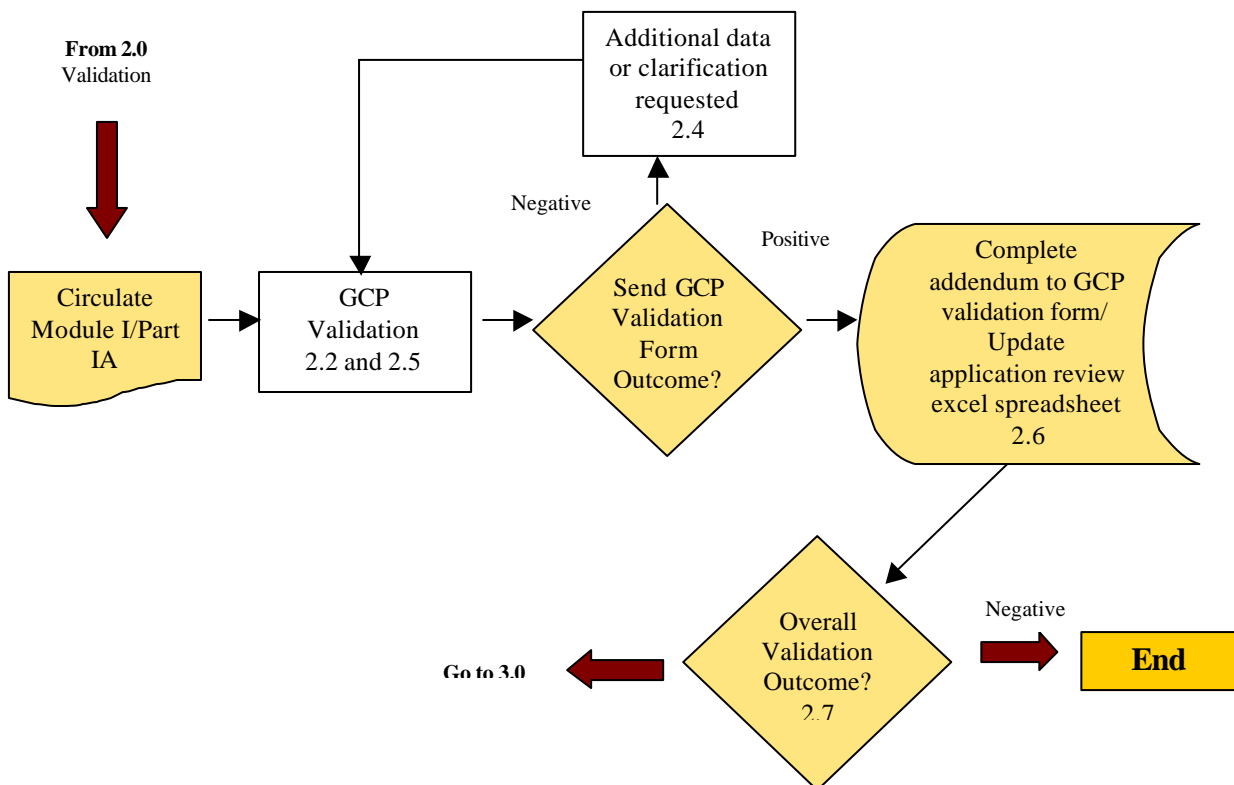 From 2.0
Validation
Additional data
or clarification
requested
2.4
Negative
Positive
Circulate
Module I/Part
IA
GCP
Validation
2.2 and 2.5
Send GCP
Validation
Form
Outcome?
Complete
addendum to GCP
validation form/
Update
application review
excel spreadsheet
2.6
Overall
Validation
Outcome?
2.7
Negative
Go to 3.0
End